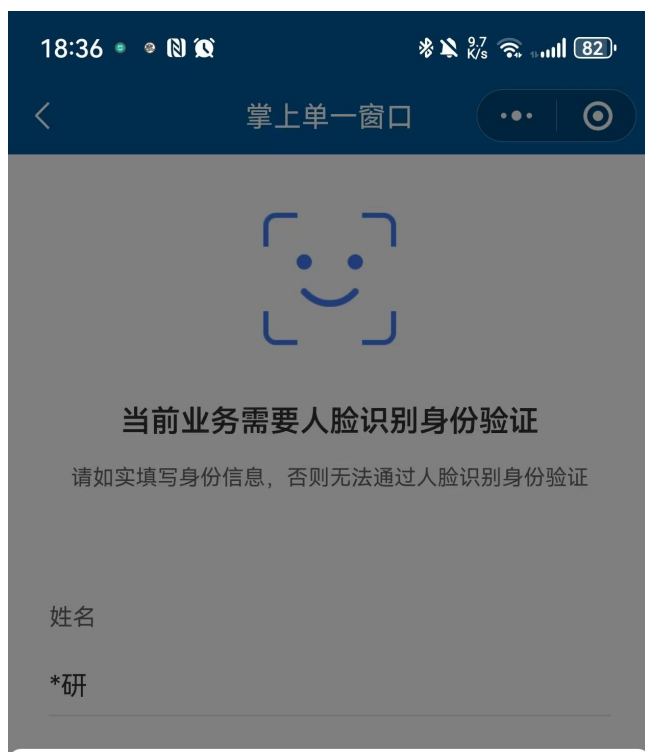 18:36
9.7
K/s
82
掌上单一窗口
当前业务需要人脸识别身份验证
请如实填写身份信息，否则无法通过人脸识别身份验证
姓名
*研